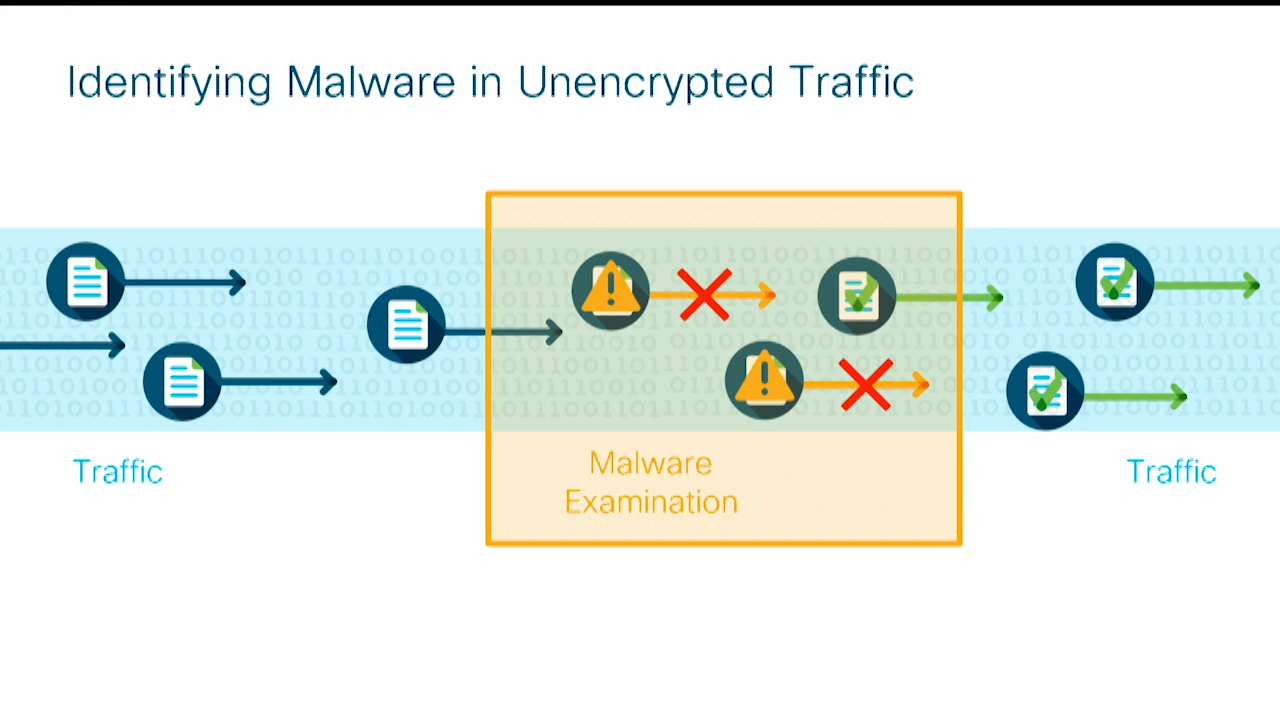 Identifying Malware in Unencrypted Traffic
Traffic
Malware
Examination
Traffic